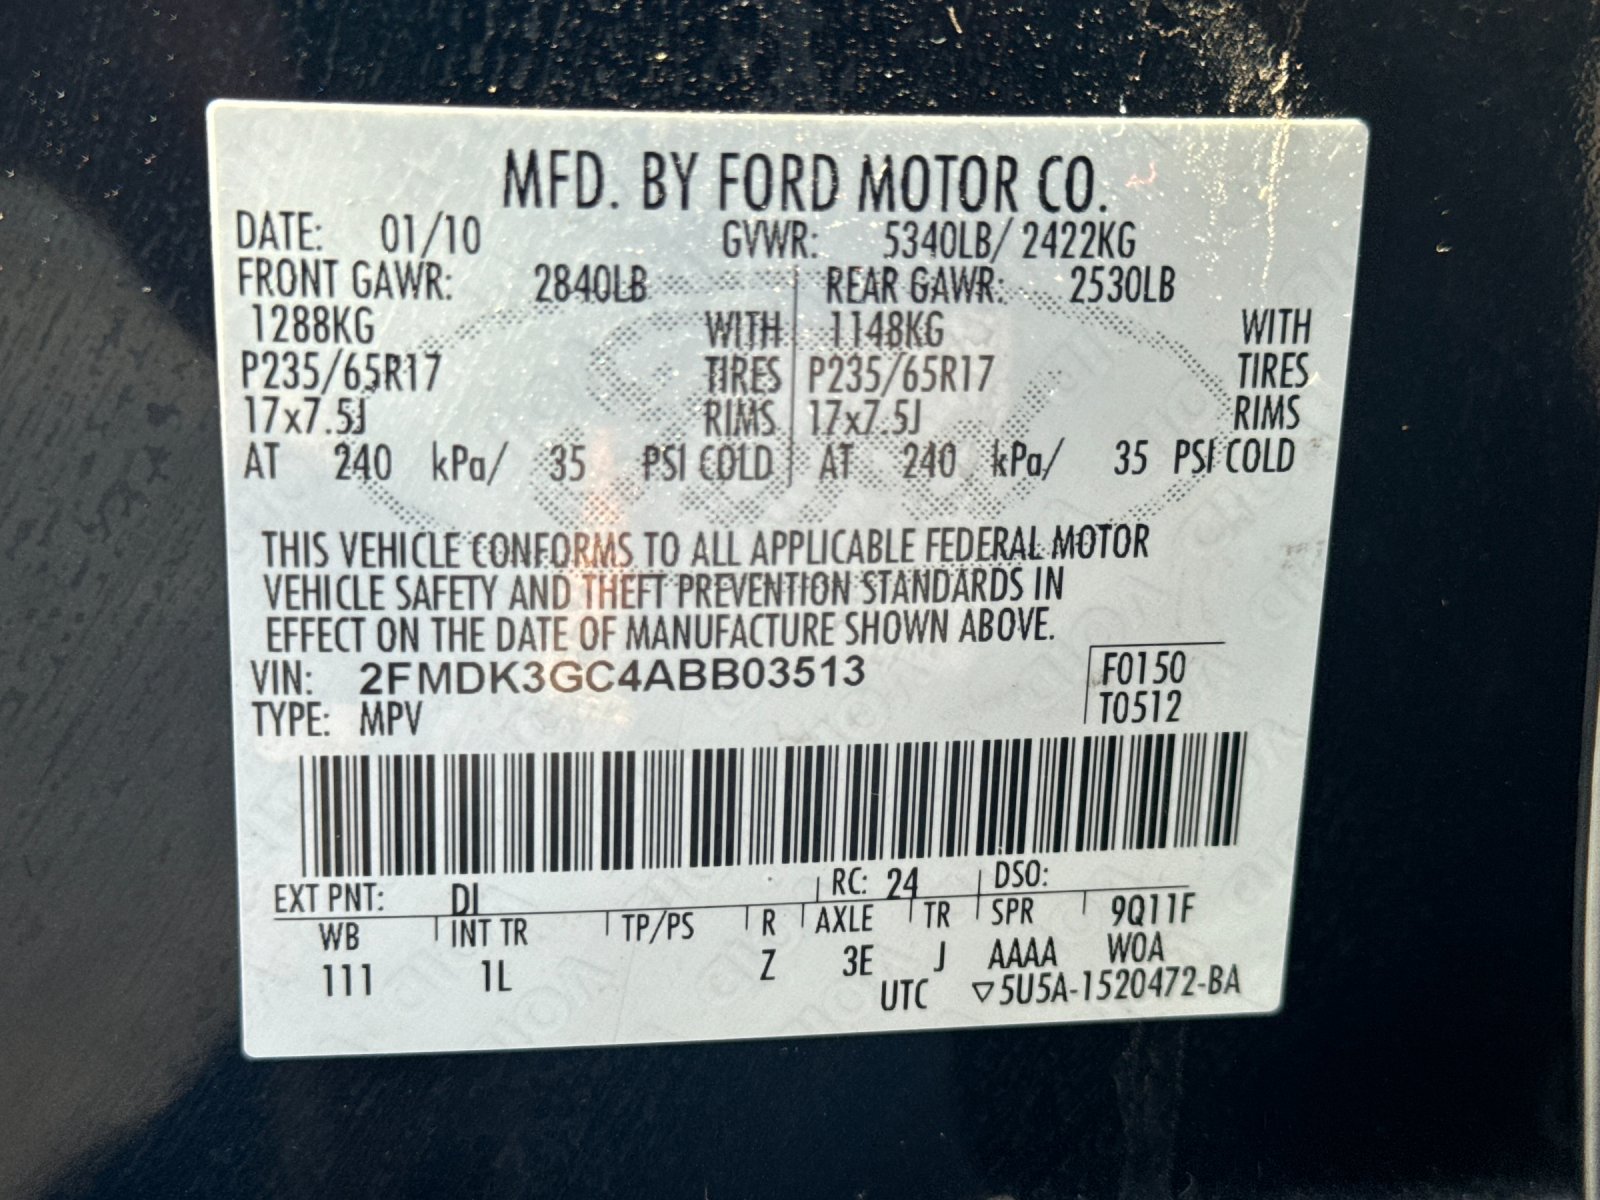 MFD. BY FORD MOTOR CO.
DATE: 01/10 GVWR: 5340LB/ 2422KG
FRONT GAWR: 2840LB REAR GAWR: 2530LB
1288KG WITH 1148KG WITH
P235/65R17 TIRES P235/65R17 TIRES
17x7.5J RIMS 17x7.5J RIMS
AT 240 kPa/ 35 PSI COLD AT 240 kPa/ 35 PSI COLD
THIS VEHICLE CONFORMS TO ALL APPLICABLE FEDERAL MOTOR
VEHICLE SAFETY AND THEFT PREVENTION STANDARDS IN
EFFECT ON THE DATE OF MANUFACTURE SHOWN ABOVE.
VIN: 2FMDK3GC4ABB03513 F0150
TYPE: MPV T0512
EXT PNT: DI RC: 24 DSO:
WB INT TR TP/PS R AXLE TR SPR 9Q11F
111 1L Z 3E J AAAA WOA
UTC ▽5U5A-1520472-BA